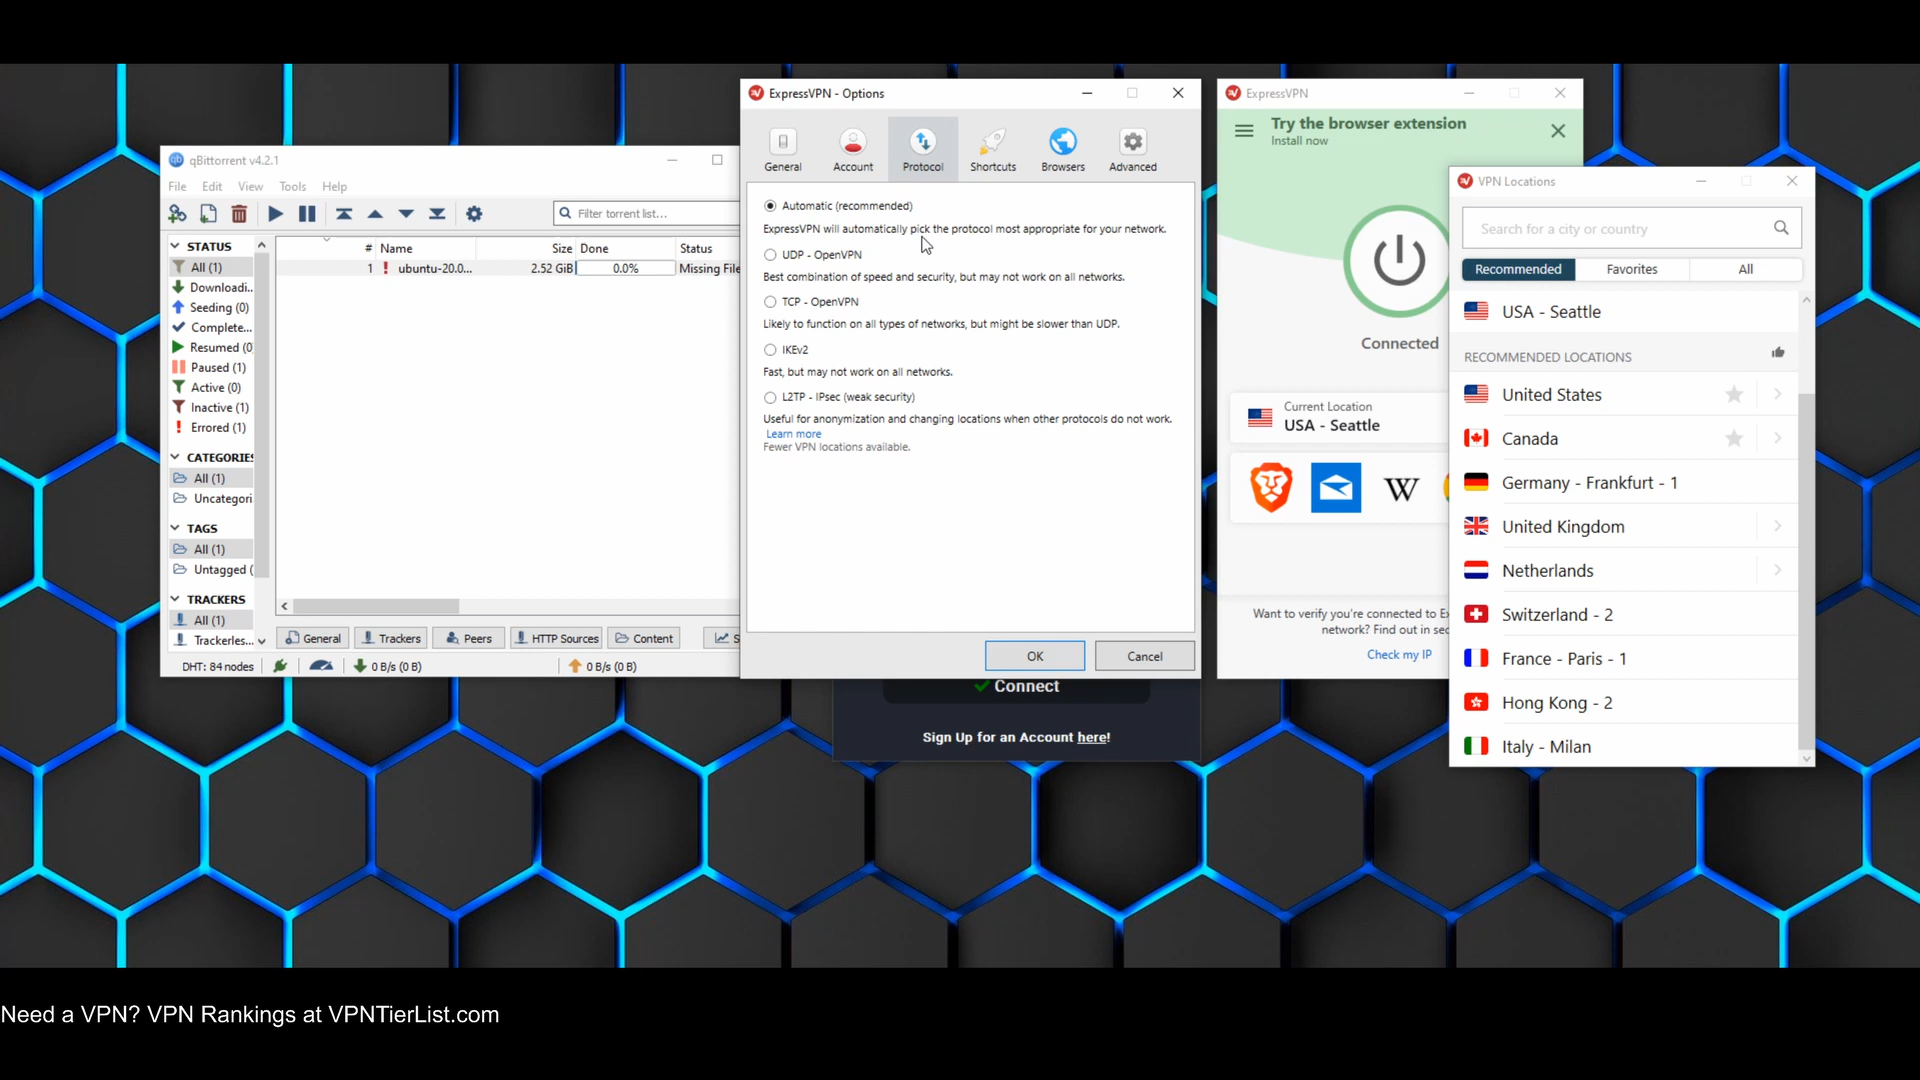 qBittorrent v4.2.1
File Edit View Tools Help
Filter torrent list...
STATUS
All (1)
Downloadi..
Seeding (0)
Complete...
Resumed (0
Paused (1)
Active (0)
Inactive (1)
Errored (1)
CATEGORIES
All (1)
Uncategori
TAGS
All (1)
Untagged (
TRACKERS
All (1)
Trackerles...
# Name Size Done Status
1 ubuntu-20.0... 2.52 GiB 0.0% Missing File
General Trackers Peers HTTP Sources Content S
DHT: 84 nodes 0 B/s (0 B) 0 B/s (0 B)
ExpressVPN - Options
General Account Protocol Shortcuts Browsers Advanced
Automatic (recommended)
ExpressVPN will automatically pick the protocol most appropriate for your network.
UDP - OpenVPN
Best combination of speed and security, but may not work on all networks.
TCP - OpenVPN
Likely to function on all types of networks, but might be slower than UDP.
IKEv2
Fast, but may not work on all networks.
L2TP - IPsec (weak security)
Useful for anonymization and changing locations when other protocols do not work.
Learn more
Fewer VPN locations available.
OK Cancel
Connect
Sign Up for an Account here!
ExpressVPN
Try the browser extension
Install now
Connected
Current Location
USA - Seattle
W
Want to verify you're connected to Ex
network? Find out in sec
Check my IP
VPN Locations
Search for a city or country
Recommended Favorites All
USA - Seattle
RECOMMENDED LOCATIONS
United States
Canada
Germany - Frankfurt - 1
United Kingdom
Netherlands
Switzerland - 2
France - Paris - 1
Hong Kong - 2
Italy - Milan
Need a VPN? VPN Rankings at VPNTierList.com